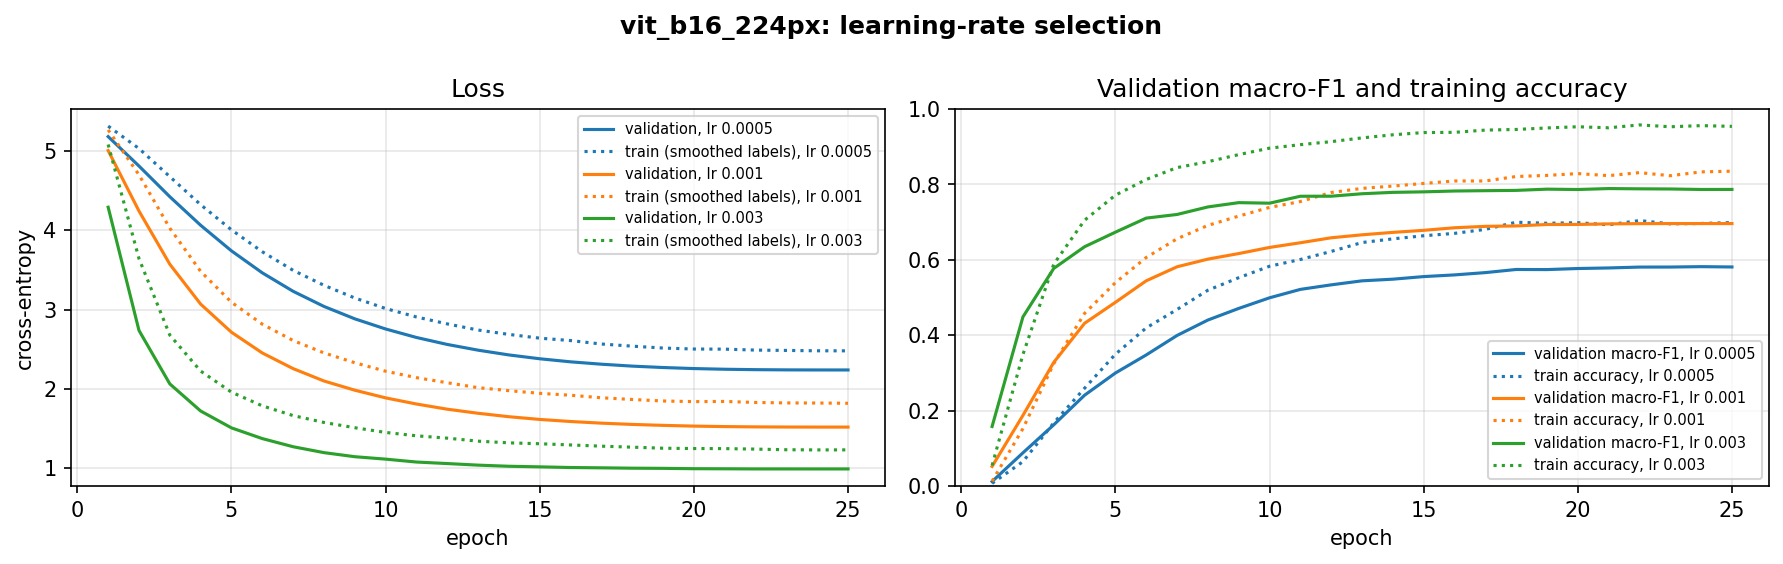 vit_b16_224px: learning-rate selection
Loss
cross-entropy
5
4
3
2
1
validation, lr 0.0005
train (smoothed labels), lr 0.0005
validation, lr 0.001
train (smoothed labels), lr 0.001
validation, lr 0.003
train (smoothed labels), lr 0.003
0 5 10 15 20 25
epoch
Validation macro-F1 and training accuracy
1.0
0.8
0.6
0.4
0.2
0.0
validation macro-F1, lr 0.0005
train accuracy, lr 0.0005
validation macro-F1, lr 0.001
train accuracy, lr 0.001
validation macro-F1, lr 0.003
train accuracy, lr 0.003
0 5 10 15 20 25
epoch